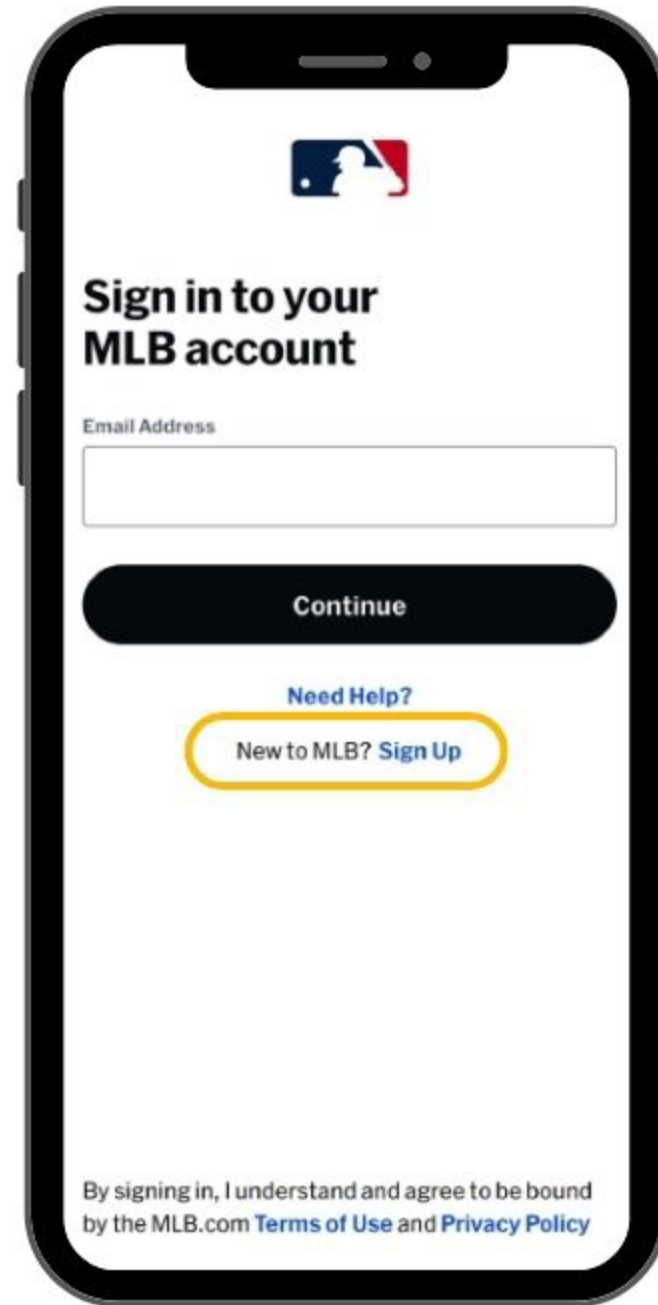 Sign in to your
MLB account
Email Address
Continue
Need Help?
New to MLB? Sign Up
By signing in, I understand and agree to be bound
by the MLB.com Terms of Use and Privacy Policy